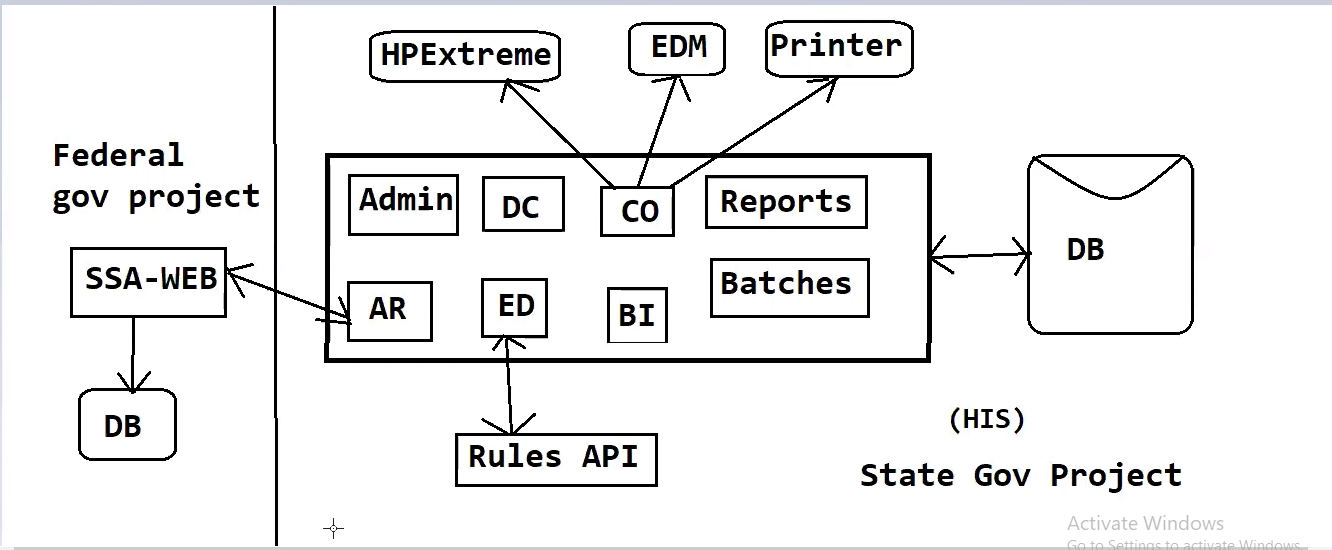 HPExtreme
EDM
Printer
Federal
gov project
Admin
DC
CO
Reports
SSA-WEB
AR
ED
BI
Batches
DB
DB
Rules API
(HIS)
State Gov Project
Activate Windows
Go to Settings to activate Windows.